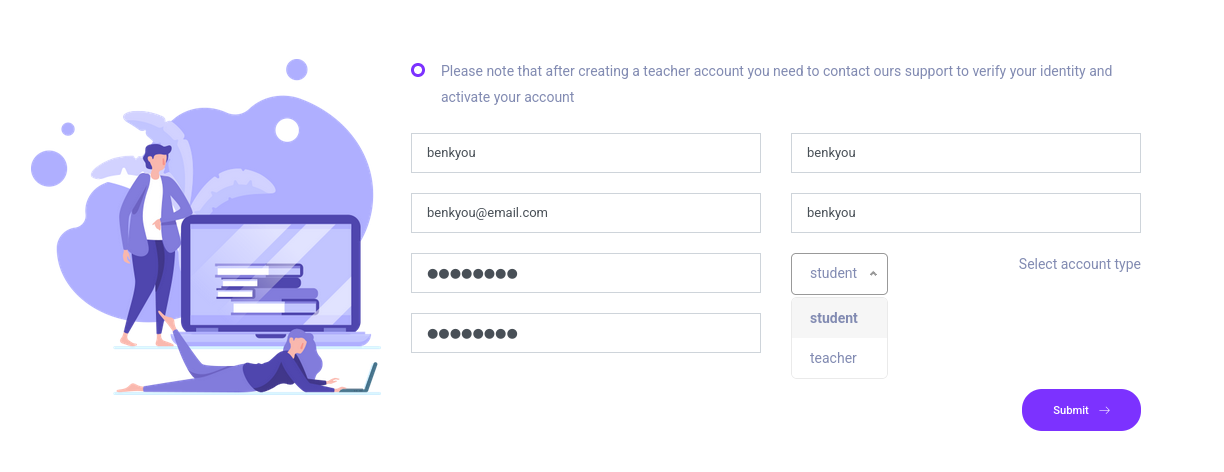 Please note that after creating a teacher account you need to contact ours support to verify your identity and
activate your account
benkyou
benkyou
benkyou@email.com
benkyou
●●●●●●●●
student
Select account type
student
●●●●●●●●
teacher
Submit